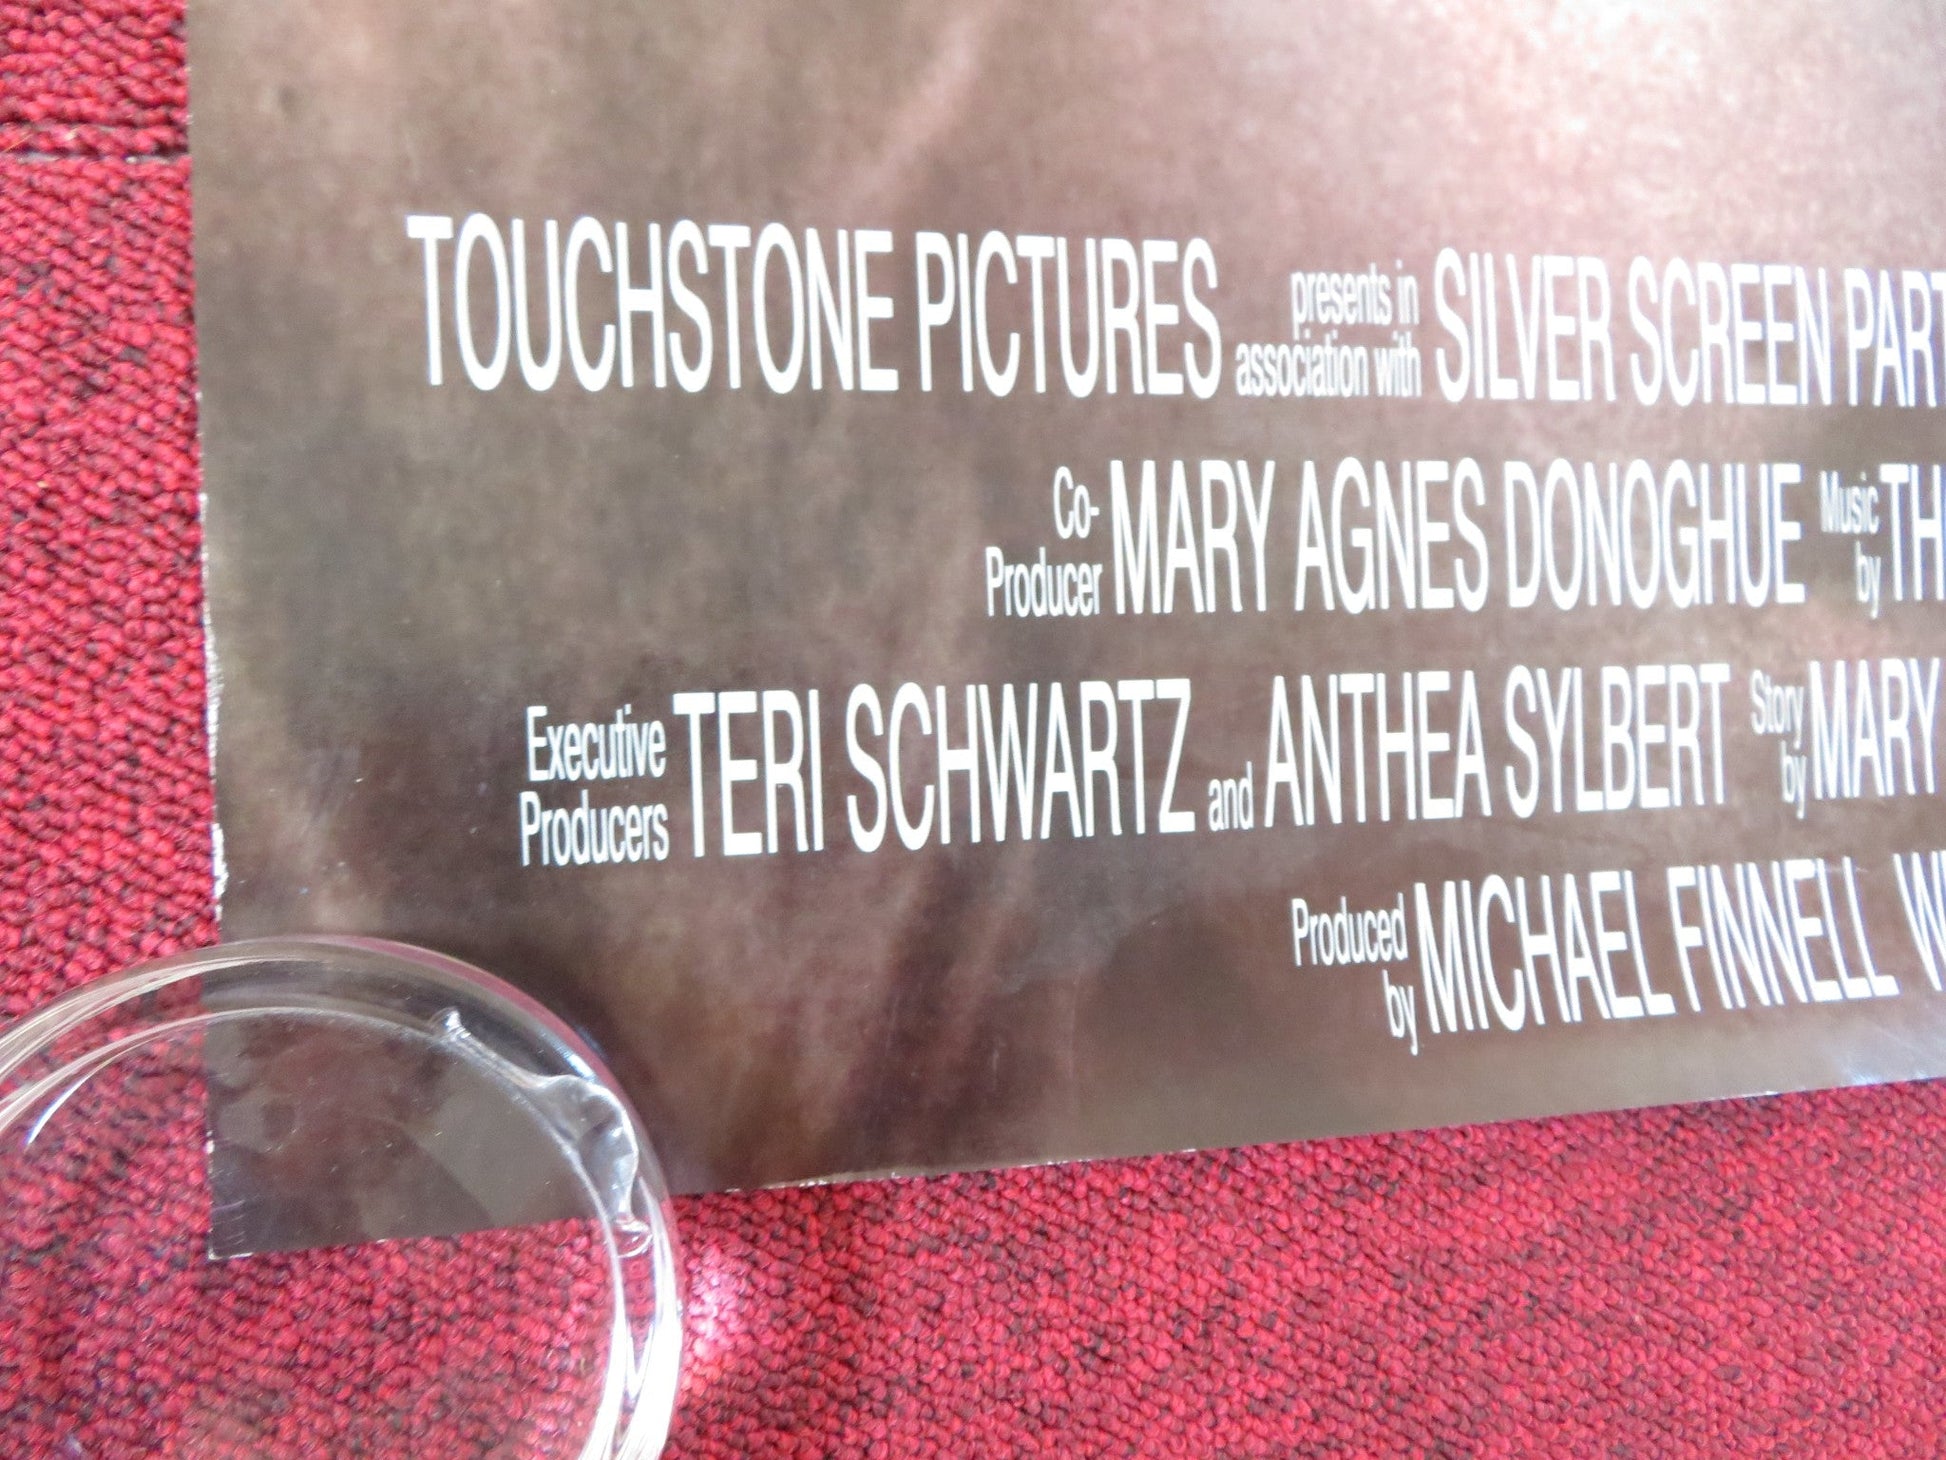 TOUCHSTONE PICTURES presents in association with SILVER SCREEN PART
Co-Producer MARY AGNES DONOGHUE Music by TH
Executive Producers TERI SCHWARTZ and ANTHEA SYLBERT Story by MARY
Produced by MICHAEL FINNELL W